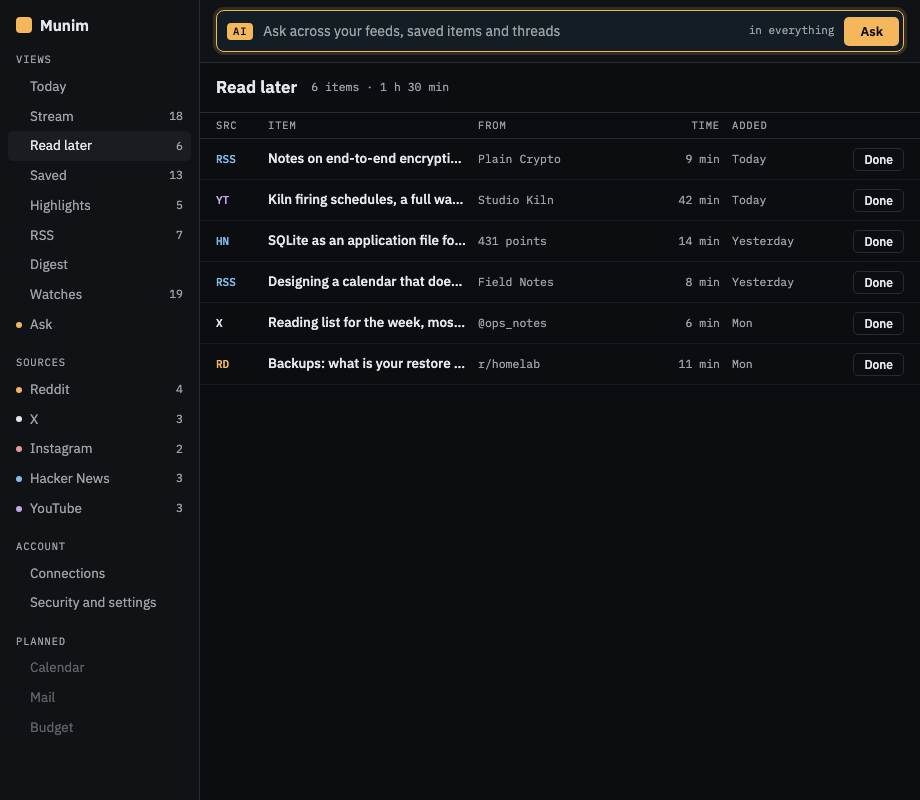 Munim
VIEWS
Today
Stream 18
Read later 6
Saved 13
Highlights 5
RSS 7
Digest
Watches 19
Ask
SOURCES
Reddit 4
X 3
Instagram 2
Hacker News 3
YouTube 3
ACCOUNT
Connections
Security and settings
PLANNED
Calendar
Mail
Budget
AI Ask across your feeds, saved items and threads in everything Ask
Read later 6 items · 1 h 30 min
SRC ITEM FROM TIME ADDED
RSS Notes on end-to-end encrypti... Plain Crypto 9 min Today Done
YT Kiln firing schedules, a full wa... Studio Kiln 42 min Today Done
HN SQLite as an application file fo... 431 points 14 min Yesterday Done
RSS Designing a calendar that doe... Field Notes 8 min Yesterday Done
X Reading list for the week, mos... @ops_notes 6 min Mon Done
RD Backups: what is your restore ... r/homelab 11 min Mon Done